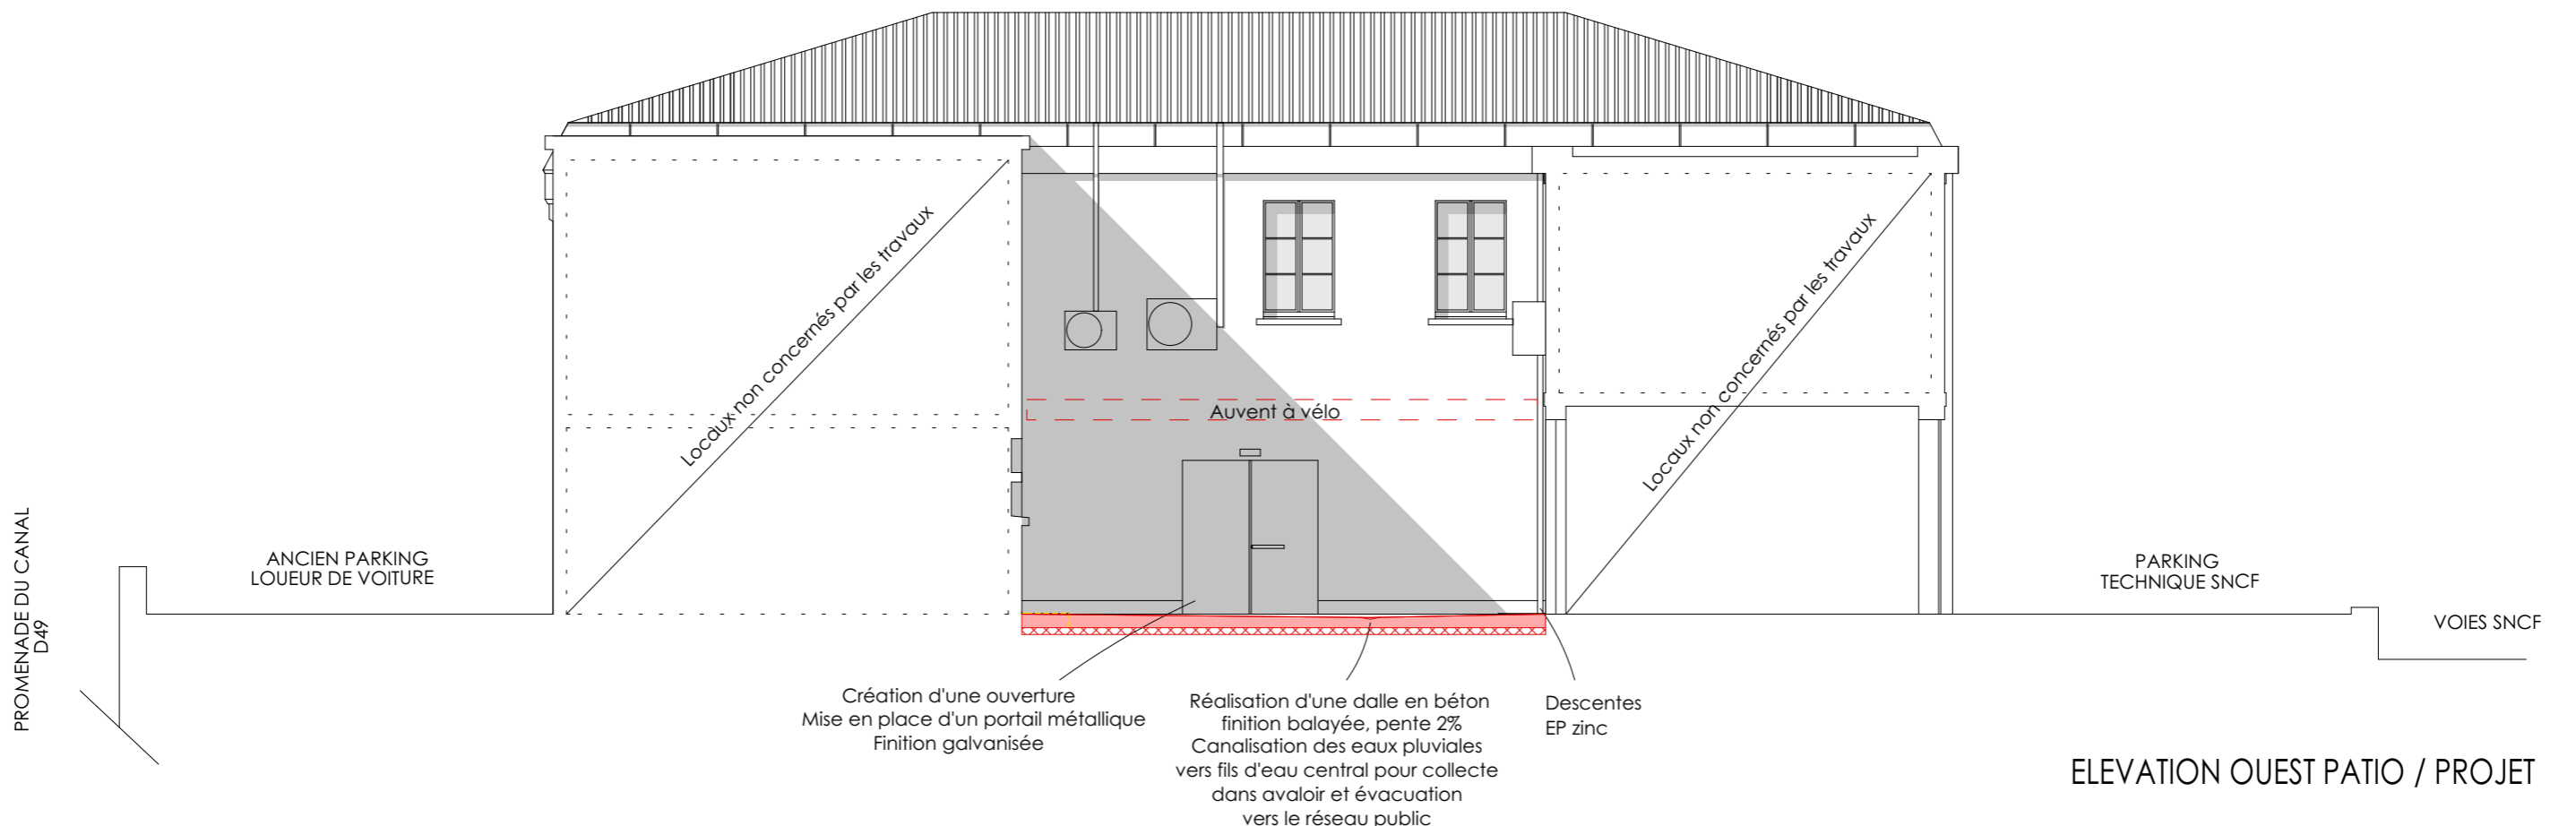 Locaux non concernés par les travaux
Locaux non concernés par les travaux
Auvent à vélo
PROMENADE DU CANAL
D49
ANCIEN PARKING
LOUEUR DE VOITURE
PARKING
TECHNIQUE SNCF
VOIES SNCF
Création d'une ouverture
Mise en place d'un portail métallique
Finition galvanisée
Réalisation d'une dalle en béton
finition balayée, pente 2%
Canalisation des eaux pluviales
vers fils d'eau central pour collecte
dans avaloir et évacuation
vers le réseau public
Descentes
EP zinc
ELEVATION OUEST PATIO / PROJET